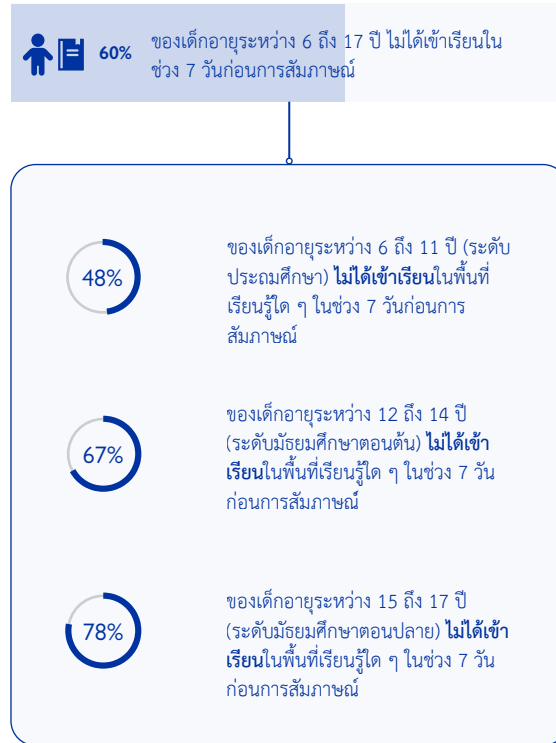 60% ของเด็กอายุระหว่าง 6 ถึง 17 ปี ไม่ได้เข้าเรียนใน
ช่วง 7 วันก่อนการสัมภาษณ์
48%
ของเด็กอายุระหว่าง 6 ถึง 11 ปี (ระดับ
ประถมศึกษา) ไม่ได้เข้าเรียนในพื้นที่
เรียนรู้ใด ๆ ในช่วง 7 วันก่อนการ
สัมภาษณ์
67%
ของเด็กอายุระหว่าง 12 ถึง 14 ปี
(ระดับมัธยมศึกษาตอนต้น) ไม่ได้เข้า
เรียนในพื้นที่เรียนรู้ใด ๆ ในช่วง 7 วัน
ก่อนการสัมภาษณ์
78%
ของเด็กอายุระหว่าง 15 ถึง 17 ปี
(ระดับมัธยมศึกษาตอนปลาย) ไม่ได้เข้า
เรียนในพื้นที่เรียนรู้ใด ๆ ในช่วง 7 วัน
ก่อนการสัมภาษณ์